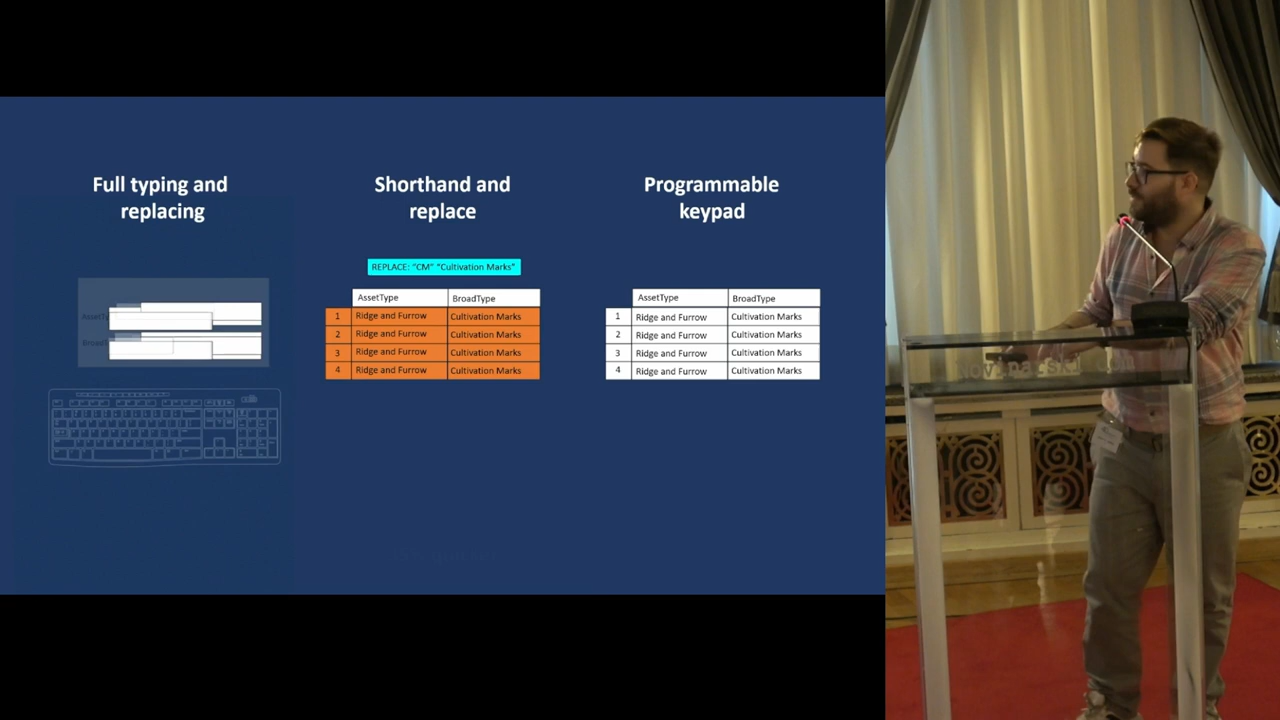 Full typing and
replacing
Shorthand and
replace
Programmable
keypad
REPLACE: "CM" "Cultivation Marks"
AssetType BroadType
1 Ridge and Furrow Cultivation Marks
2 Ridge and Furrow Cultivation Marks
3 Ridge and Furrow Cultivation Marks
4 Ridge and Furrow Cultivation Marks
AssetType BroadType
1 Ridge and Furrow Cultivation Marks
2 Ridge and Furrow Cultivation Marks
3 Ridge and Furrow Cultivation Marks
4 Ridge and Furrow Cultivation Marks